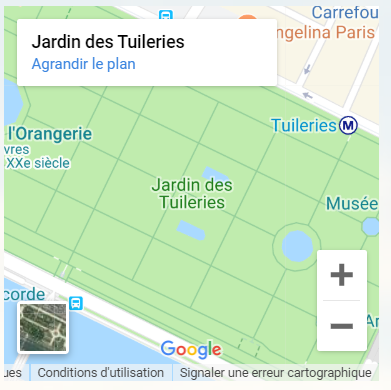 Carrefou
Jardin des Tuileries
ngelina Paris
Agrandir le plan
Tuileries M
l'Orangerie
vres
XXe siècle
Jardin des
Tuileries
Musée
corde
Google
ues Conditions d'utilisation Signaler une erreur cartographique